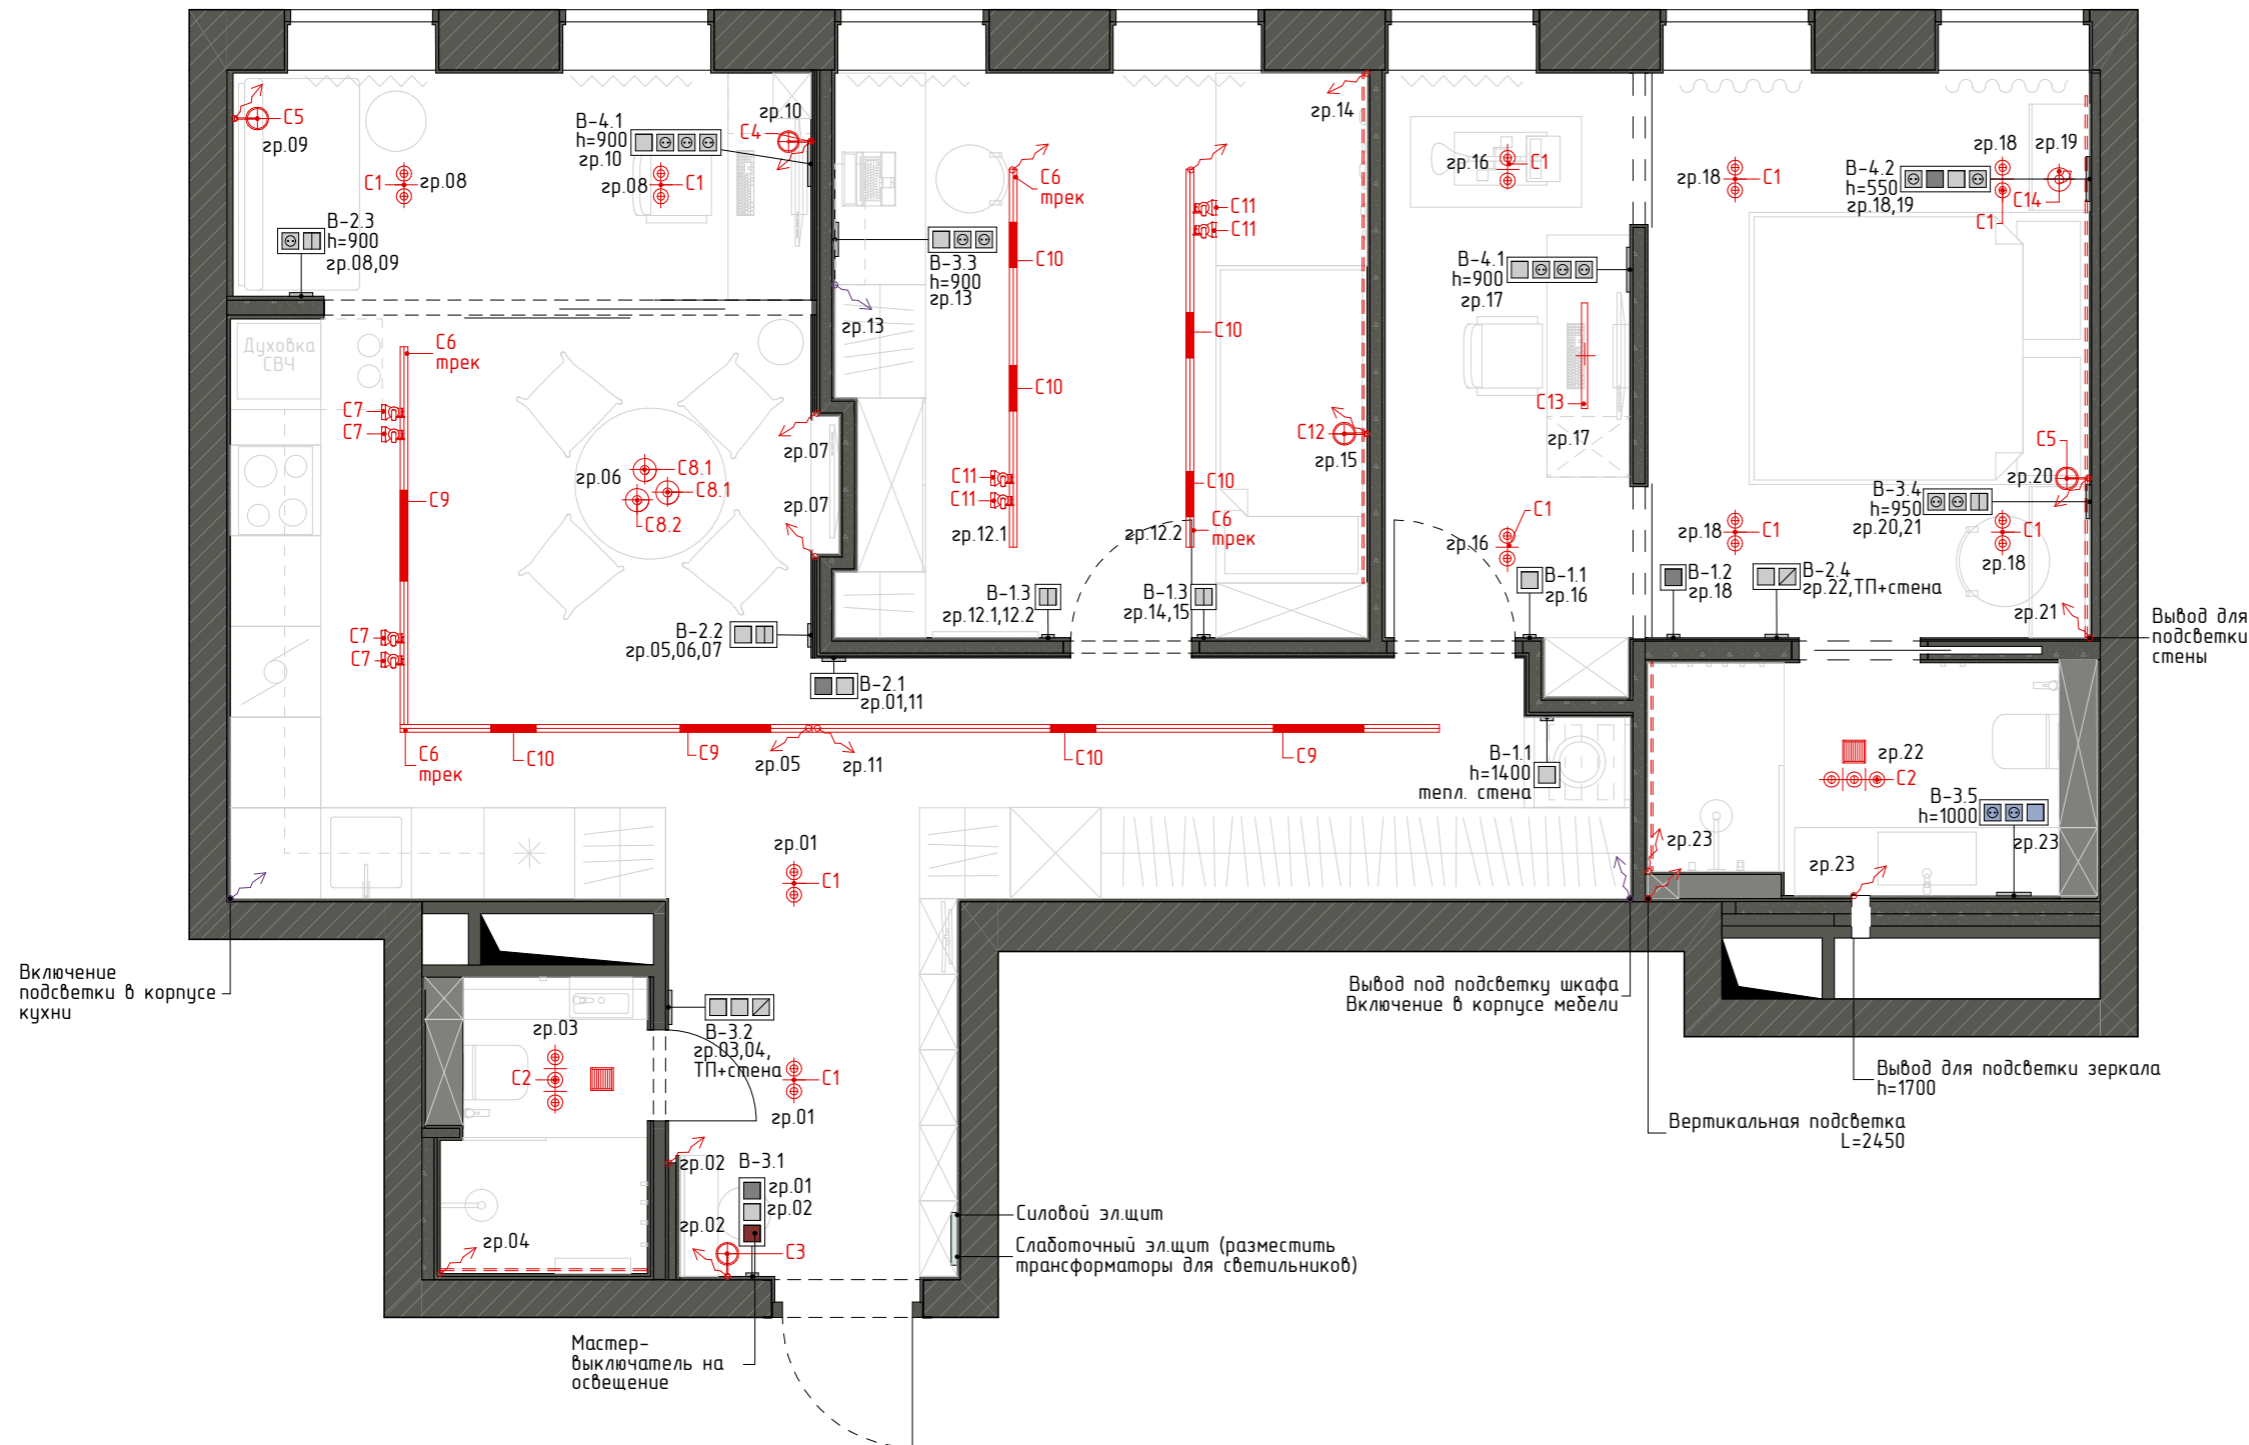 С5
гр.09
С1
гр.08
В-2.3
h=900
гр.08,09
В-4.1
h=900
гр.10
гр.08
С1
гр.10
С4
В-3.3
h=900
гр.13
гр.13
С6
трек
С10
С10
С11
С11
гр.12.1
С11
С11
С10
С10
С6
трек
гр.12.2
гр.14
С12
гр.15
В-1.3
гр.12.1,12.2
В-1.3
гр.14,15
гр.16
С1
В-4.1
h=900
гр.17
С13
гр.17
С1
гр.16
В-1.1
гр.16
гр.18
С1
В-4.2
h=550
гр.18,19
гр.18
С1
гр.19
С14
С5
гр.20
В-3.4
h=950
гр.20,21
гр.18
С1
С1
гр.18
В-1.2
гр.18
В-2.4
гр.22,ТП+стена
гр.21
Вывод для
подсветки
стены
Духовка
СВЧ
С6
трек
С7
С7
С9
С7
С7
гр.06
С8.1
С8.1
С8.2
гр.07
гр.07
В-2.2
гр.05,06,07
В-2.1
гр.01,11
С6
трек
С10
С9
гр.05
гр.11
С10
С9
В-1.1
h=1400
тепл. стена
гр.22
С2
В-3.5
h=1000
гр.23
гр.23
гр.23
гр.01
С1
Включение
подсветки в корпусе
кухни
гр.03
С2
В-3.2
гр.03,04,
ТП+стена
С1
гр.01
гр.02
В-3.1
гр.01
гр.02
гр.02
С3
гр.04
Силовой эл.щит
Слаботочный эл.щит (разместить
трансформаторы для светильников)
Мастер-
выключатель на
освещение
Вывод под подсветку шкафа
Включение в корпусе мебели
Вывод для подсветки зеркала
h=1700
Вертикальная подсветка
L=2450